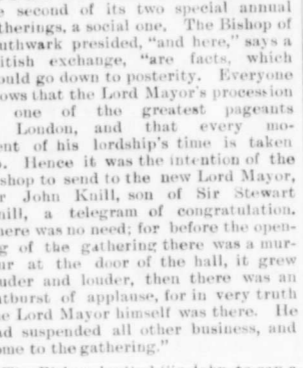 second of its two special annual
therings, a social one. The Bishop of
uthwark presided, "and here," says a
itish exchange, "are facts, which
ould go down to posterity. Everyone
ows that the Lord Mayor's procession
one of the greatest pageants
London, and that every mo-
ent of his lordship's time is taken
Hence it was the intention of the
shop to send to the new Lord Mayor,
r John Knill, son of Sir Stewart
nill, a telegram of congratulation.
here was no need; for before the open-
g of the gathering there was a mur-
ur at the door of the hall, it grew
uder and louder, then there was an
tburst of applause, for in very truth
e Lord Mayor himself was there. He
ad suspended all other business, and
ome to the gathering."